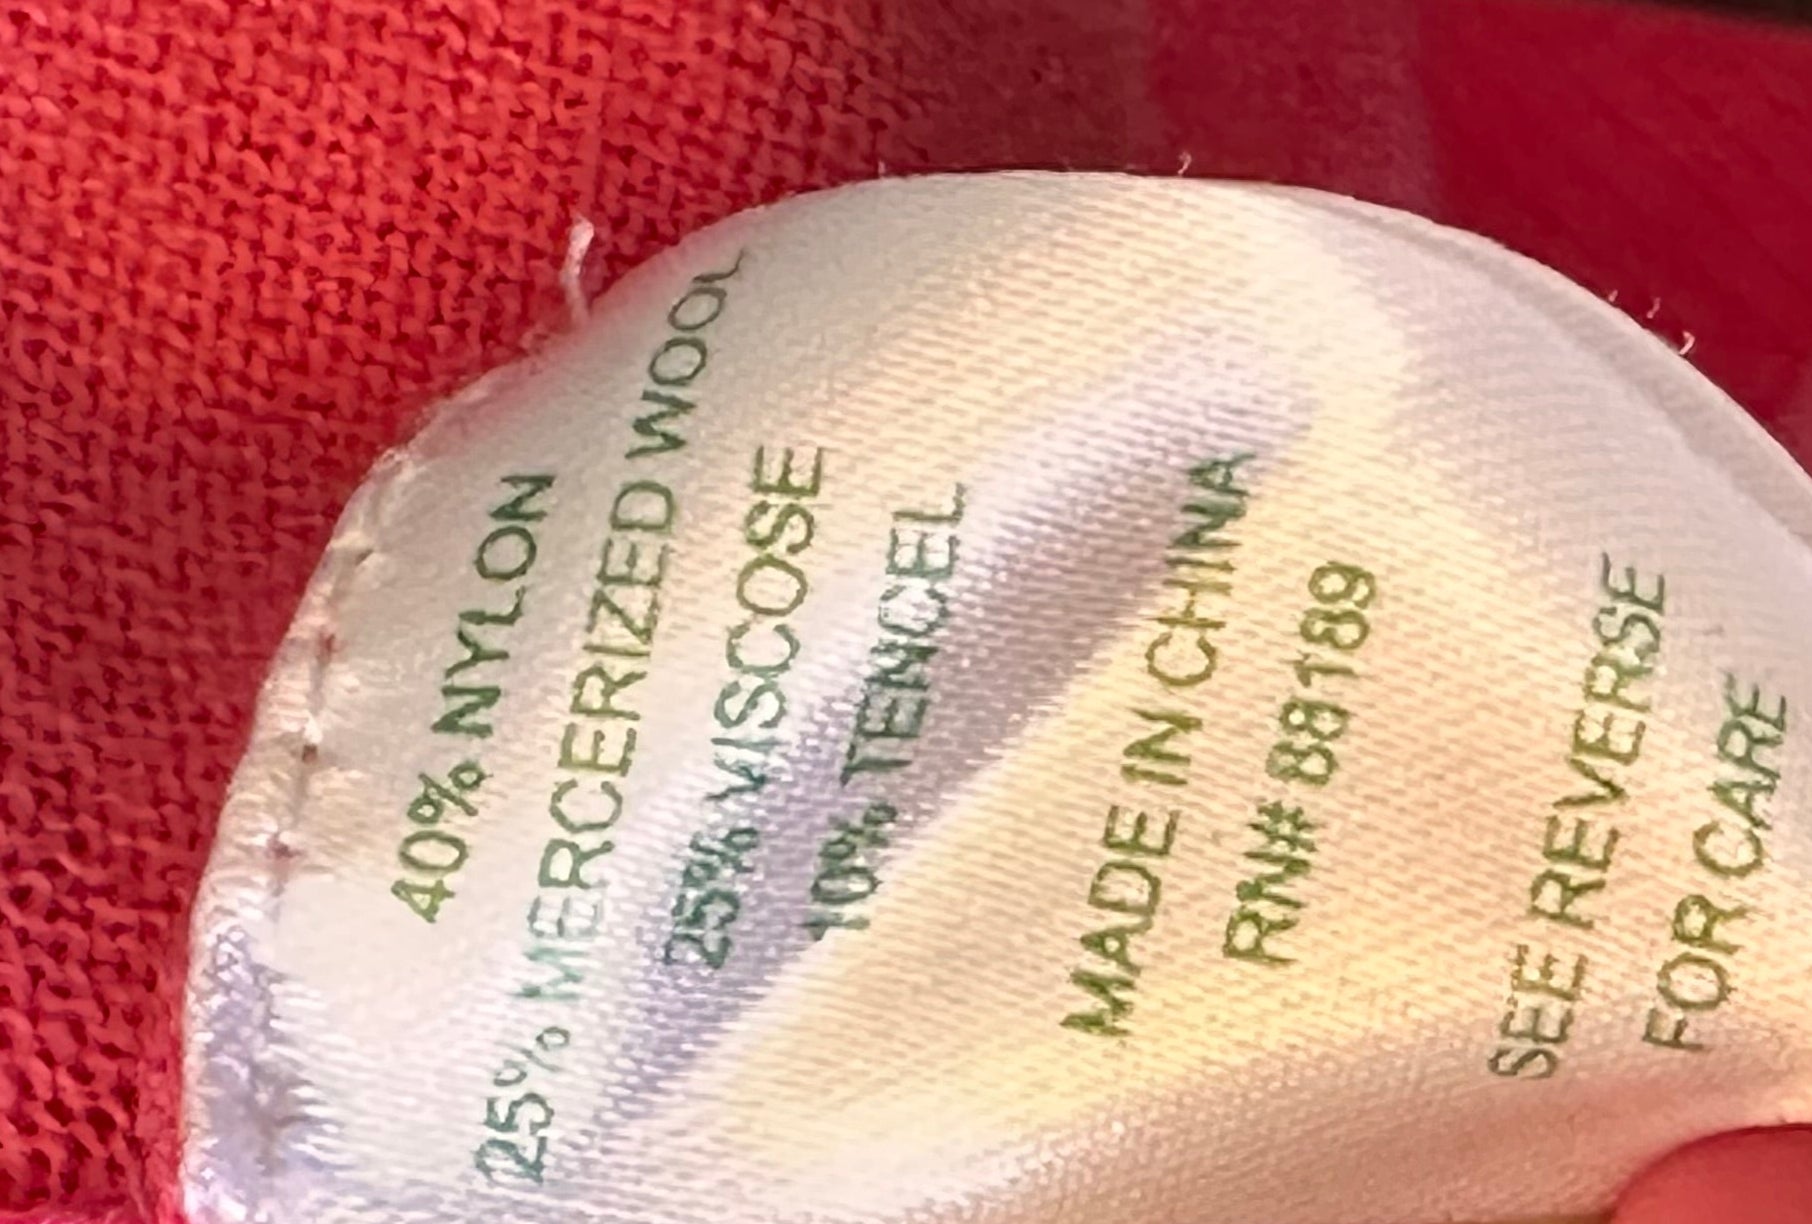 40% NYLON
25% MERCERIZED WOOL
25% VISCOSE
10% TENCEL
MADE IN CHINA
RN# 88189
SEE REVERSE
FOR CARE